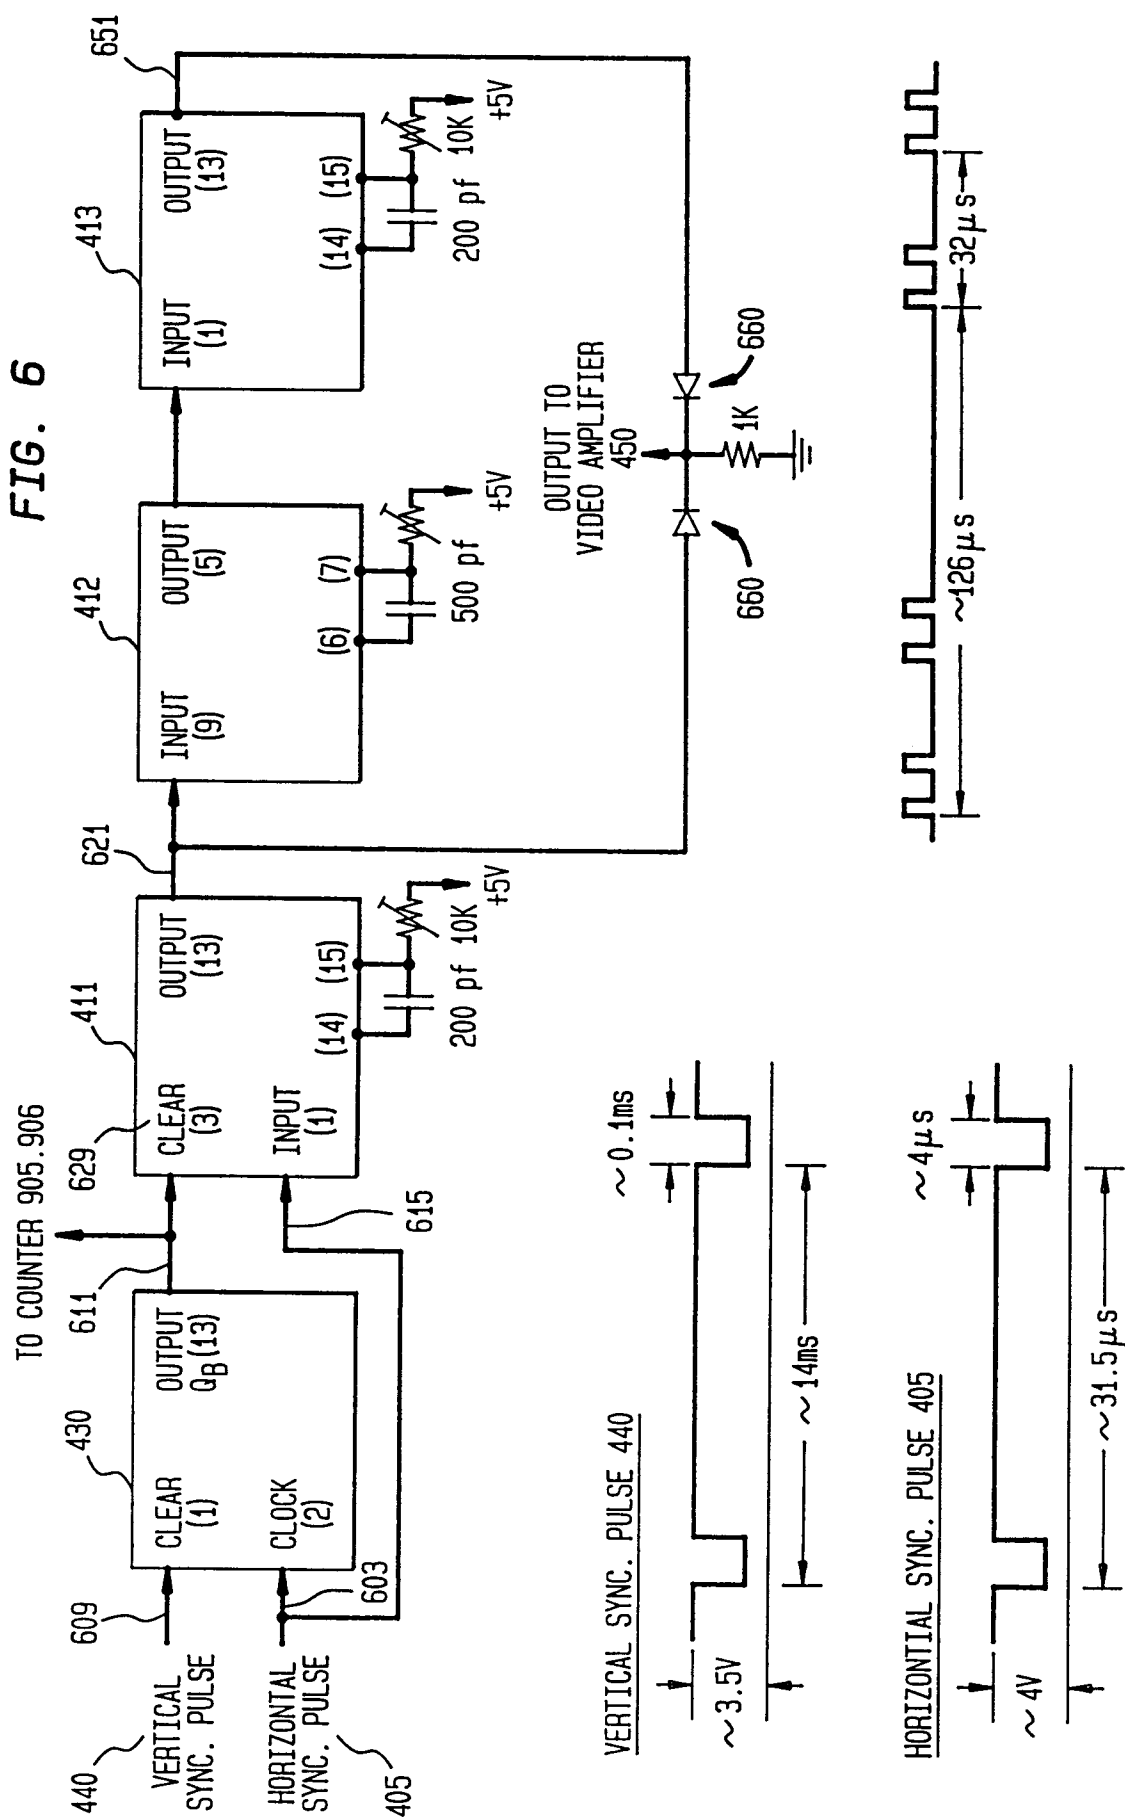 FIG. 6
TO COUNTER 905.906
440
VERTICAL
SYNC. PULSE
609
HORIZONTAL
SYNC. PULSE
405
603
430
CLEAR
(1)
CLOCK
(2)
OUTPUT
QB (13)
611
615
629
411
CLEAR
(3)
INPUT
(1)
OUTPUT
(13)
(14)
(15)
200 pf
10K
+5V
621
412
INPUT
(9)
OUTPUT
(5)
(6)
(7)
500 pf
+5V
413
INPUT
(1)
OUTPUT
(13)
(14)
(15)
200 pf
10K
+5V
651
OUTPUT TO
VIDEO AMPLIFIER
450
660
660
1K
VERTICAL SYNC. PULSE 440
~3.5V
~14ms
~0.1ms
HORIZONTIAL SYNC. PULSE 405
~4V
~31.5μs
~4μs
~126μs
32μs